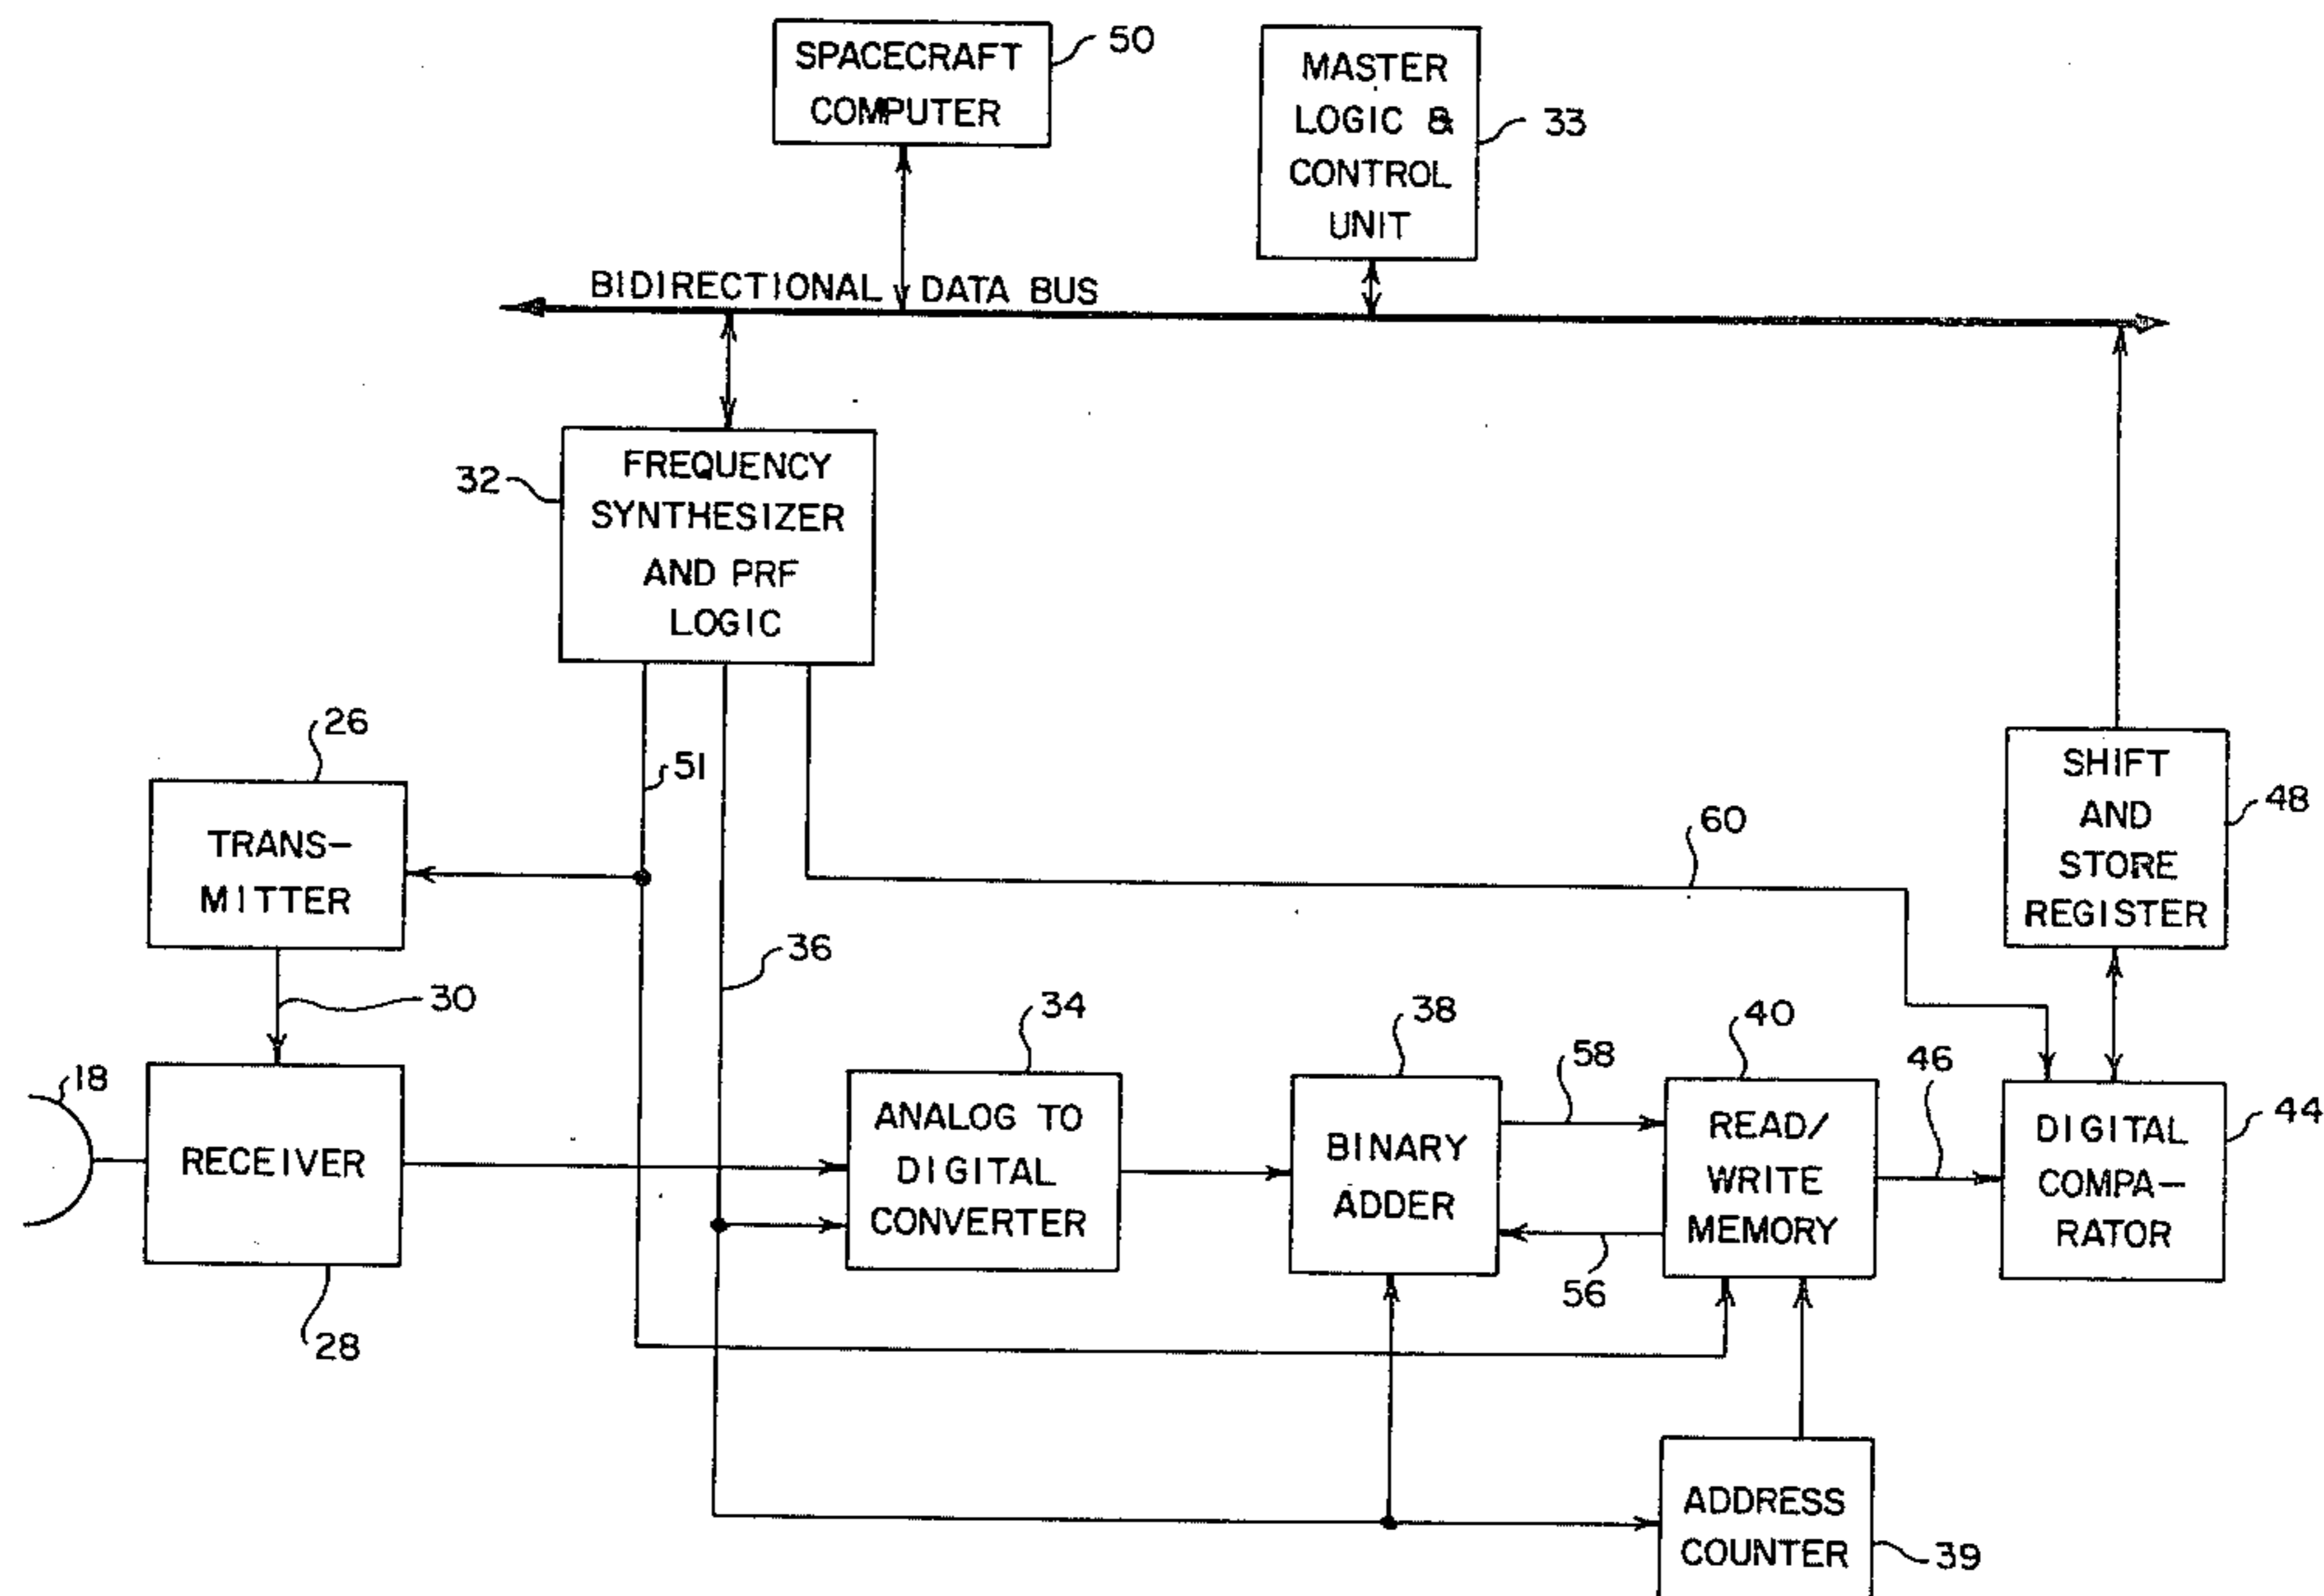 SPACECRAFT
COMPUTER
50
MASTER
LOGIC &
CONTROL
UNIT
33
BIDIRECTIONAL DATA BUS
32
FREQUENCY
SYNTHESIZER
AND PRF
LOGIC
26
TRANS-
MITTER
51
60
SHIFT
AND
STORE
REGISTER
48
36
30
18
RECEIVER
28
34
ANALOG TO
DIGITAL
CONVERTER
38
BINARY
ADDER
58
56
40
READ/
WRITE
MEMORY
46
DIGITAL
COMPA-
RATOR
44
ADDRESS
COUNTER
39